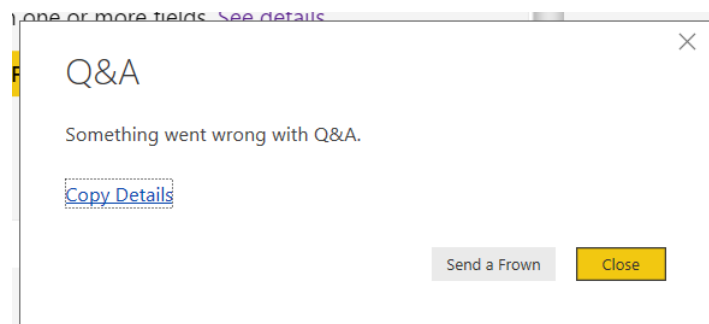 one or more fields. See details
Q&A
Something went wrong with Q&A.
Copy Details
Send a Frown
Close